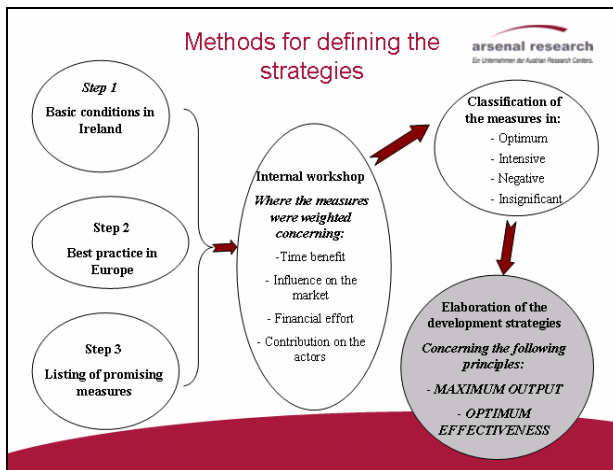 Methods for defining the
strategies
arsenal research
Ein Unternehmen der Austrian Research Centers.
Step 1
Basic conditions in
Ireland
Step 2
Best practice in
Europe
Step 3
Listing of promising
measures
Internal workshop
Where the measures
were weighted
concerning:
-Time benefit
- Influence on the
market
- Financial effort
- Contribution on the
actors
Classification of
the measures in:
- Optimum
- Intensive
- Negative
- Insignificant
Elaboration of the
development strategies
Concerning the following
principles:
- MAXIMUM OUTPUT
- OPTIMUM
EFFECTIVENESS